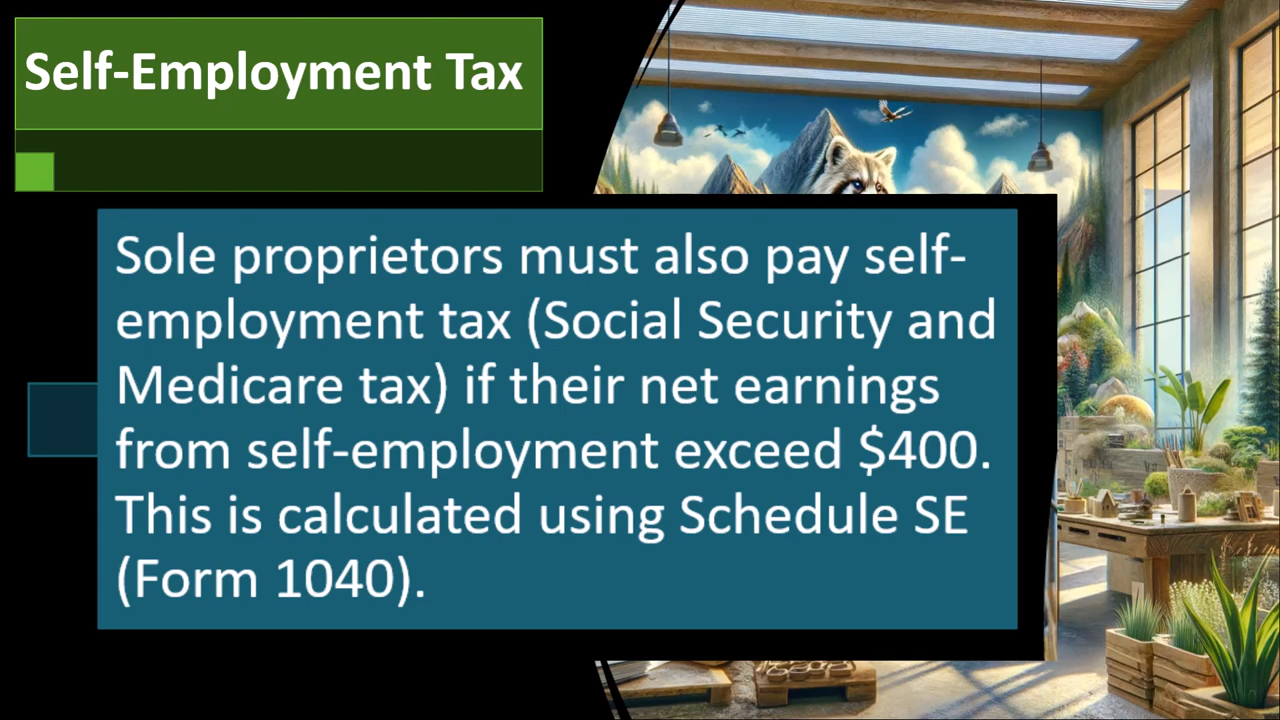 Self-Employment Tax
Sole proprietors must also pay self-
employment tax (Social Security and
Medicare tax) if their net earnings
from self-employment exceed $400.
This is calculated using Schedule SE
(Form 1040).